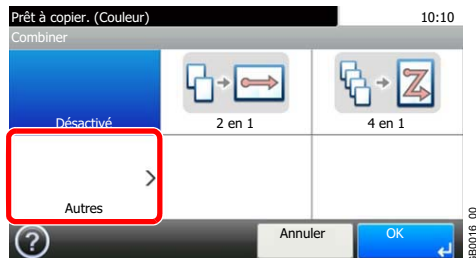 Prêt à copier. (Couleur) 10:10
Combiner
Désactivé 2 en 1 4 en 1
Autres
? Annuler OK